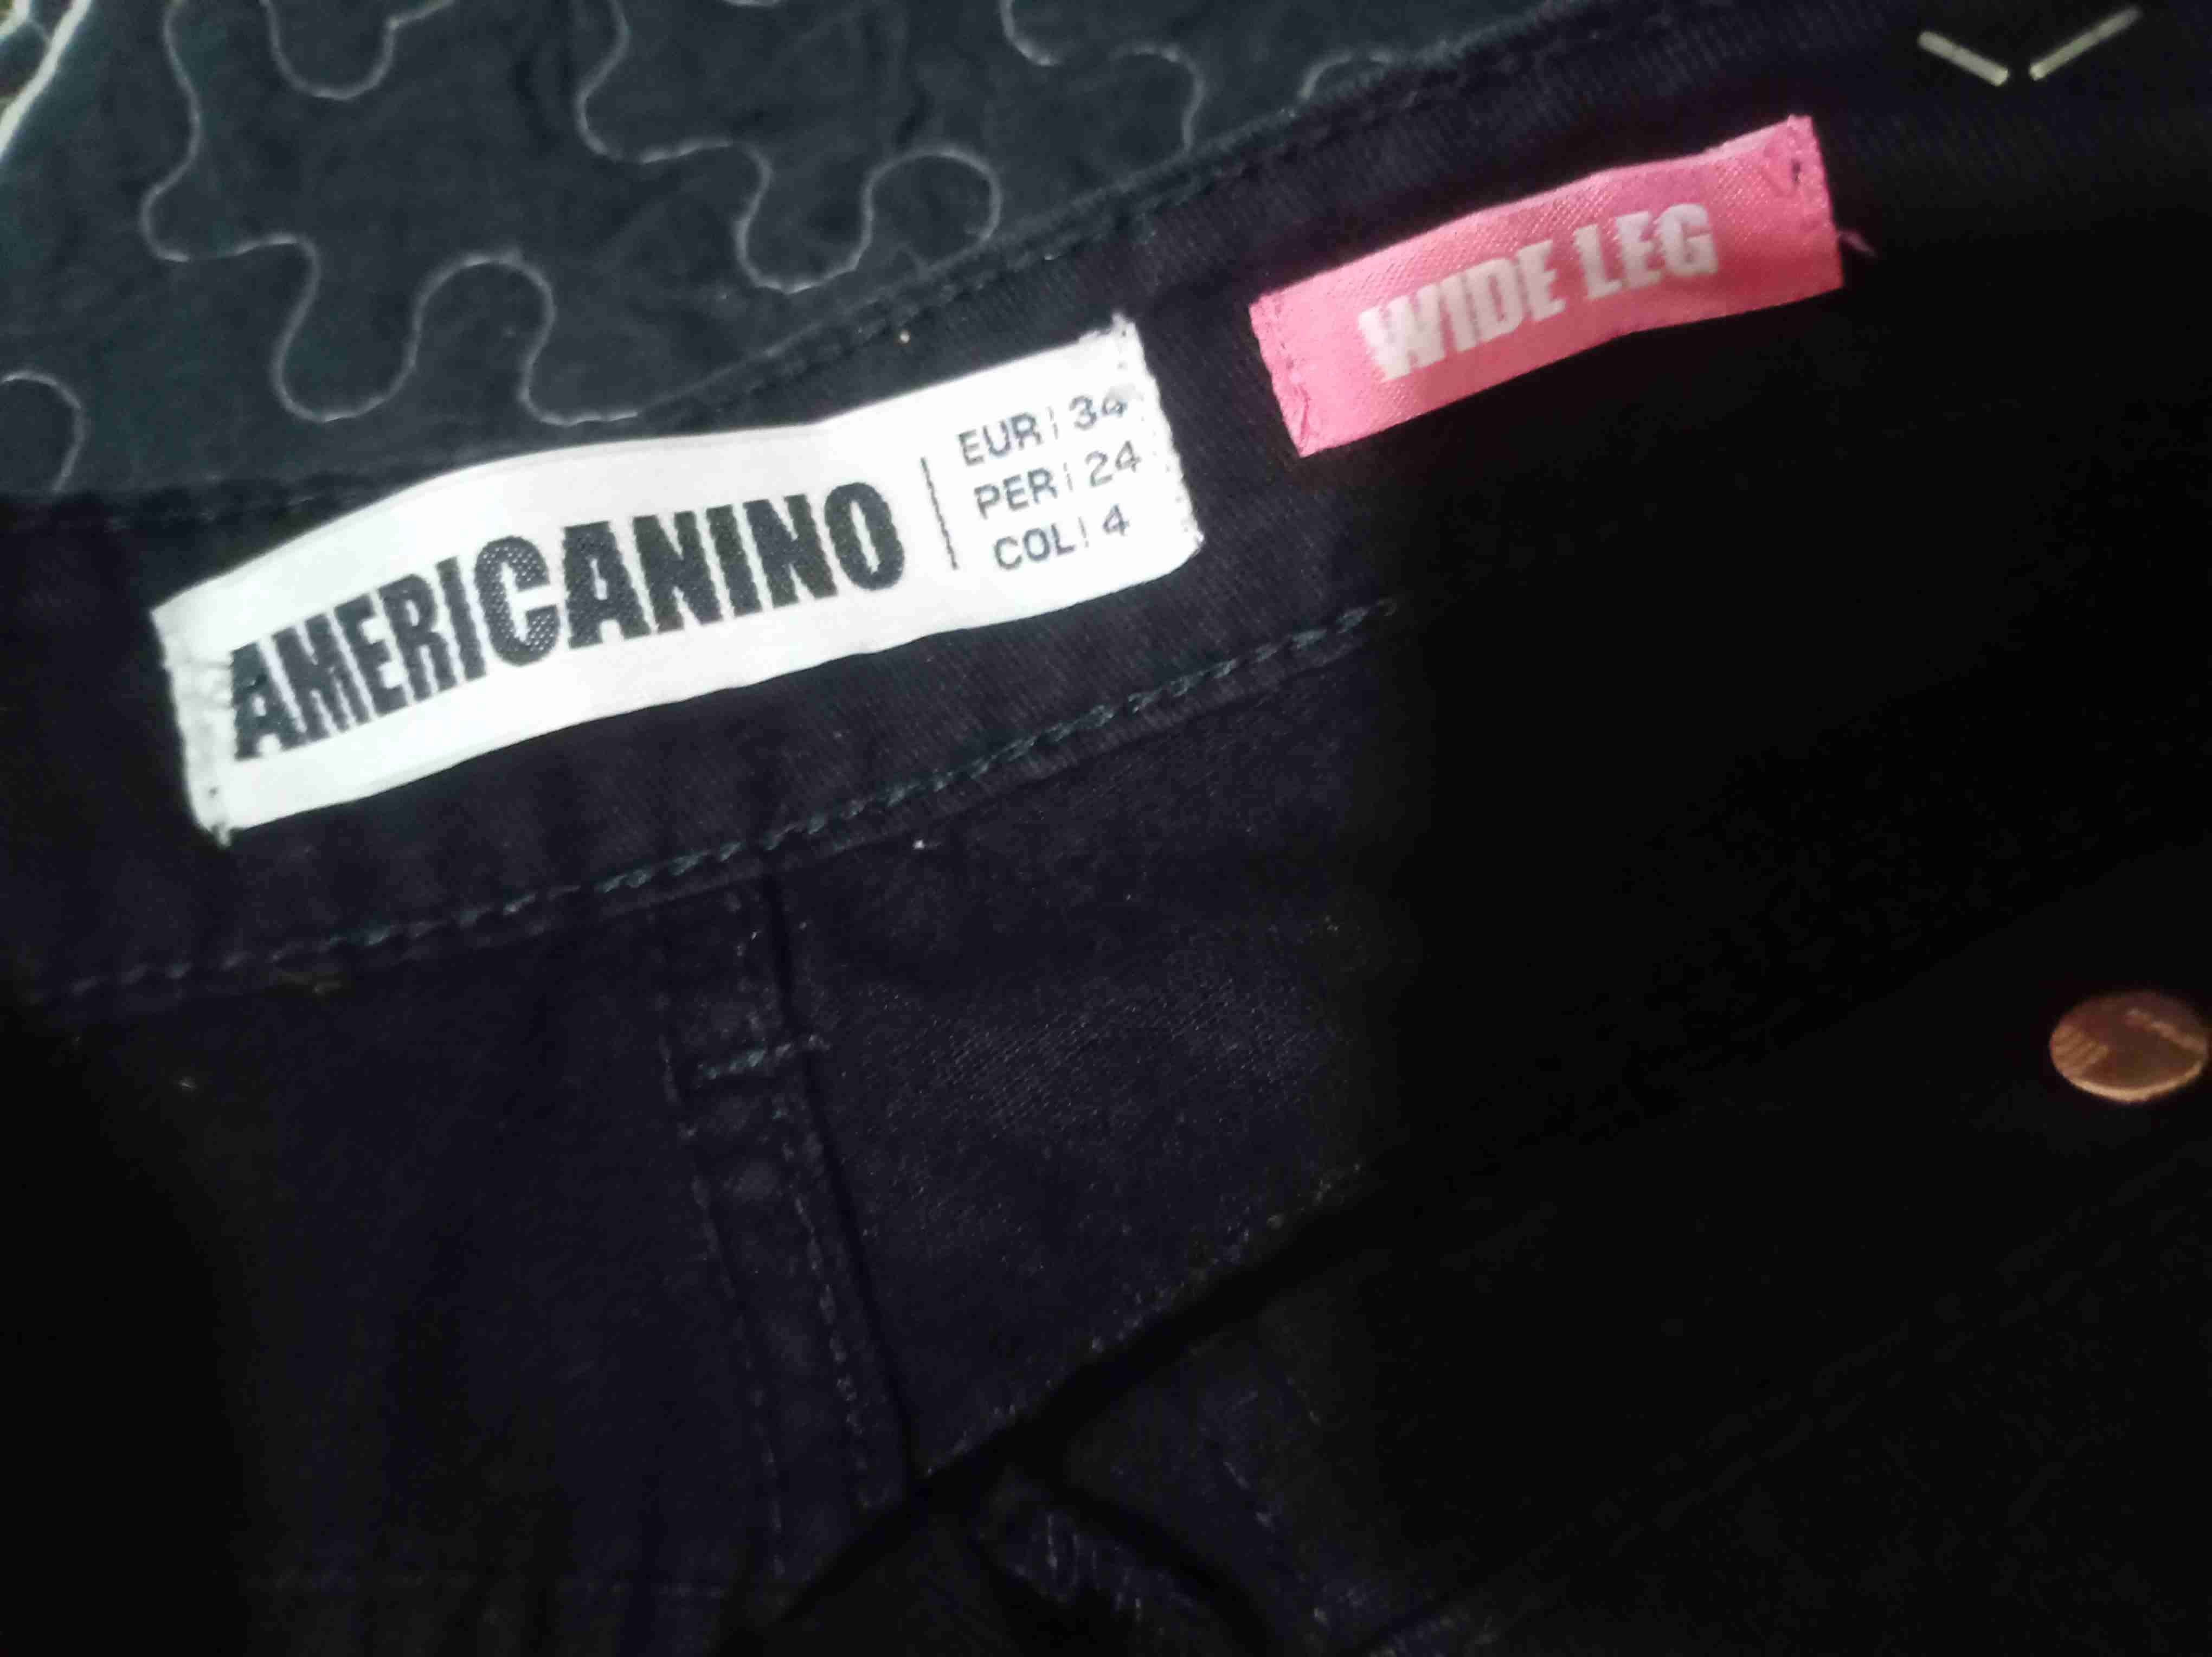 AMERICANINO
EUR| 34
PER| 24
COL| 4
WIDE LEG